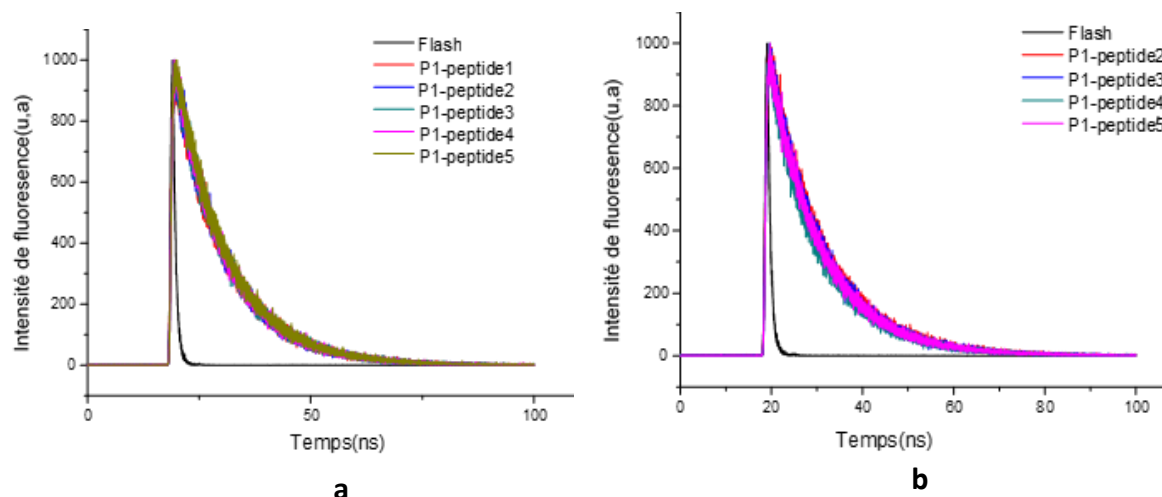 Flash
P1-peptide1
P1-peptide2
P1-peptide3
P1-peptide4
P1-peptide5
Intensité de fluoresence(u,a)
1000
800
600
400
200
0
0
50
100
Temps(ns)
a
Flash
P1-peptide2
P1-peptide3
P1-peptide4
P1-peptide5
Intensité de fluoresence(u,a)
1000
800
600
400
200
0
0
20
40
60
80
100
Temps(ns)
b